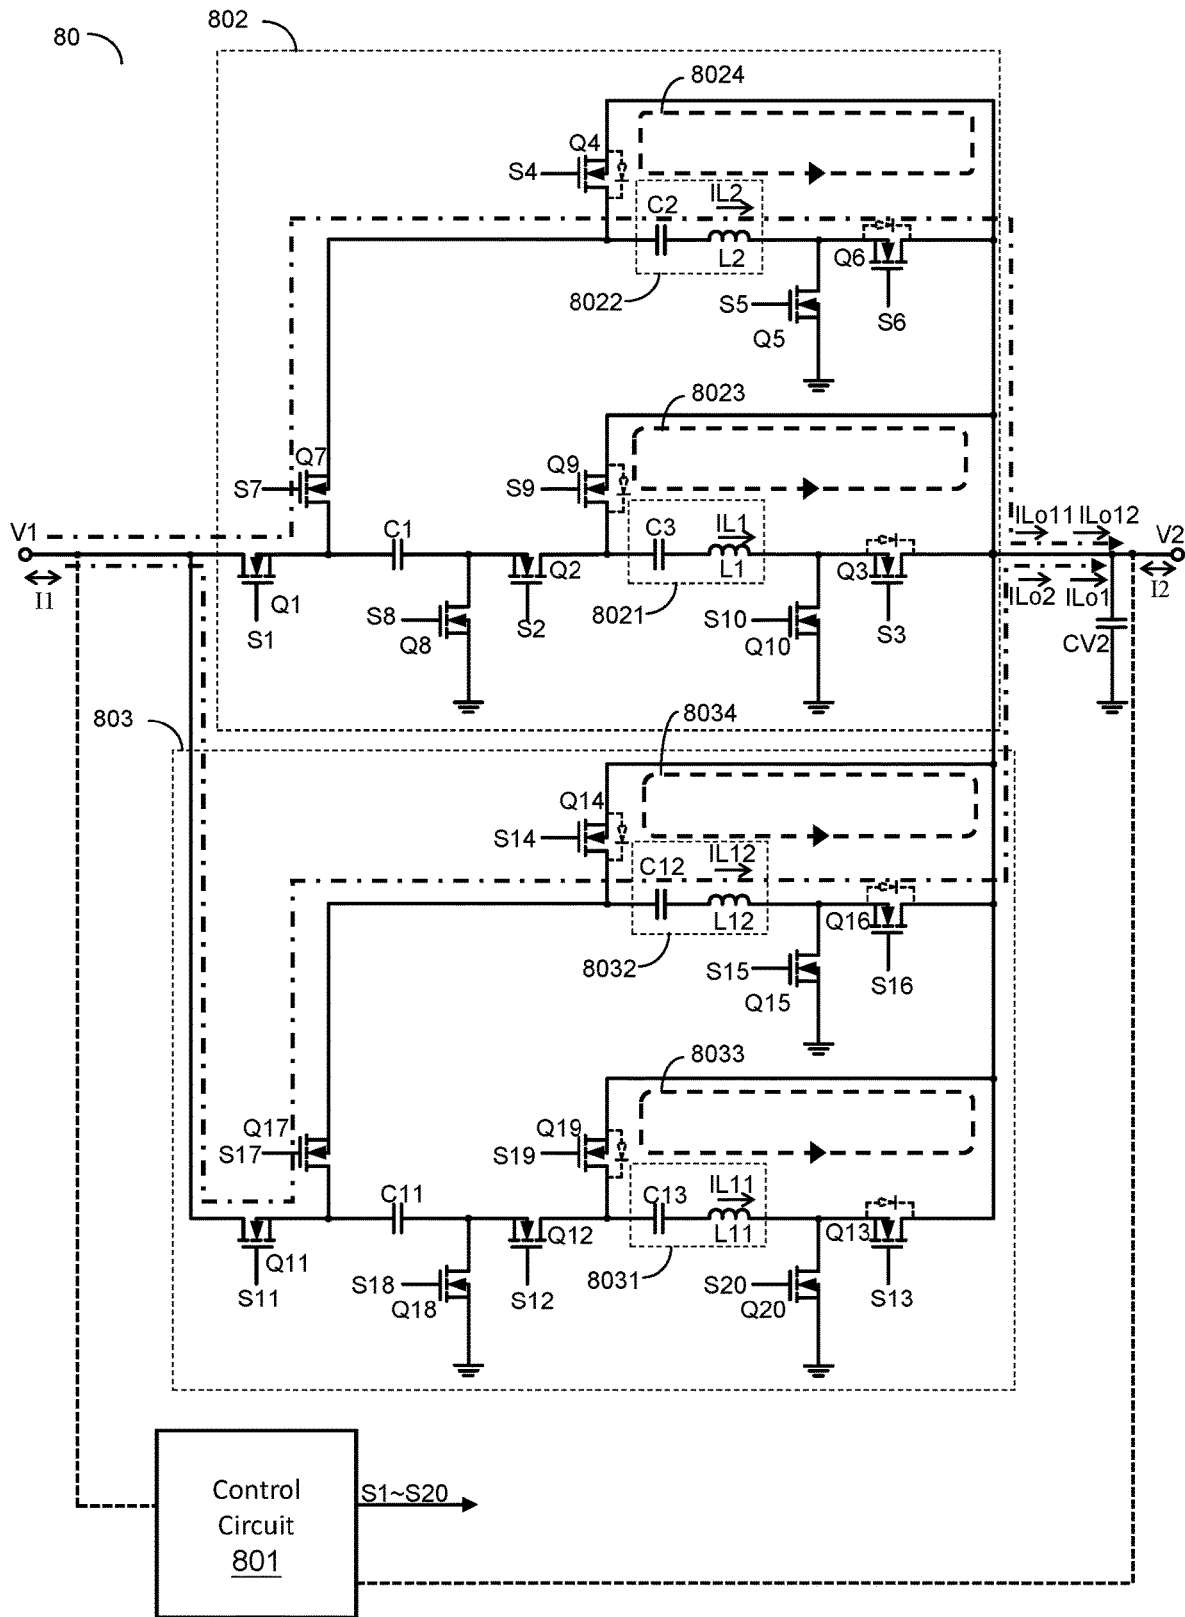 802
80
8024
Q4
S4
IL2
C2
L2
Q6
8022
S5
S6
Q5
8023
Q7
Q9
S7
S9
V1
C1
C3
IL1
ILo11 ILo12
V2
I1
Q1
Q2
L1
Q3
ILo2 ILo1
I2
S1
S8
Q8
S2
8021
S10
Q10
S3
CV2
803
8034
Q14
S14
IL12
C12
L12
Q16
8032
S15
Q15
S16
8033
Q17
Q19
S17
S19
C11
C13
IL11
Q11
Q12
L11
Q13
8031
S11
S18
Q18
S12
S20
Q20
S13
Control
Circuit
801
S1~S20